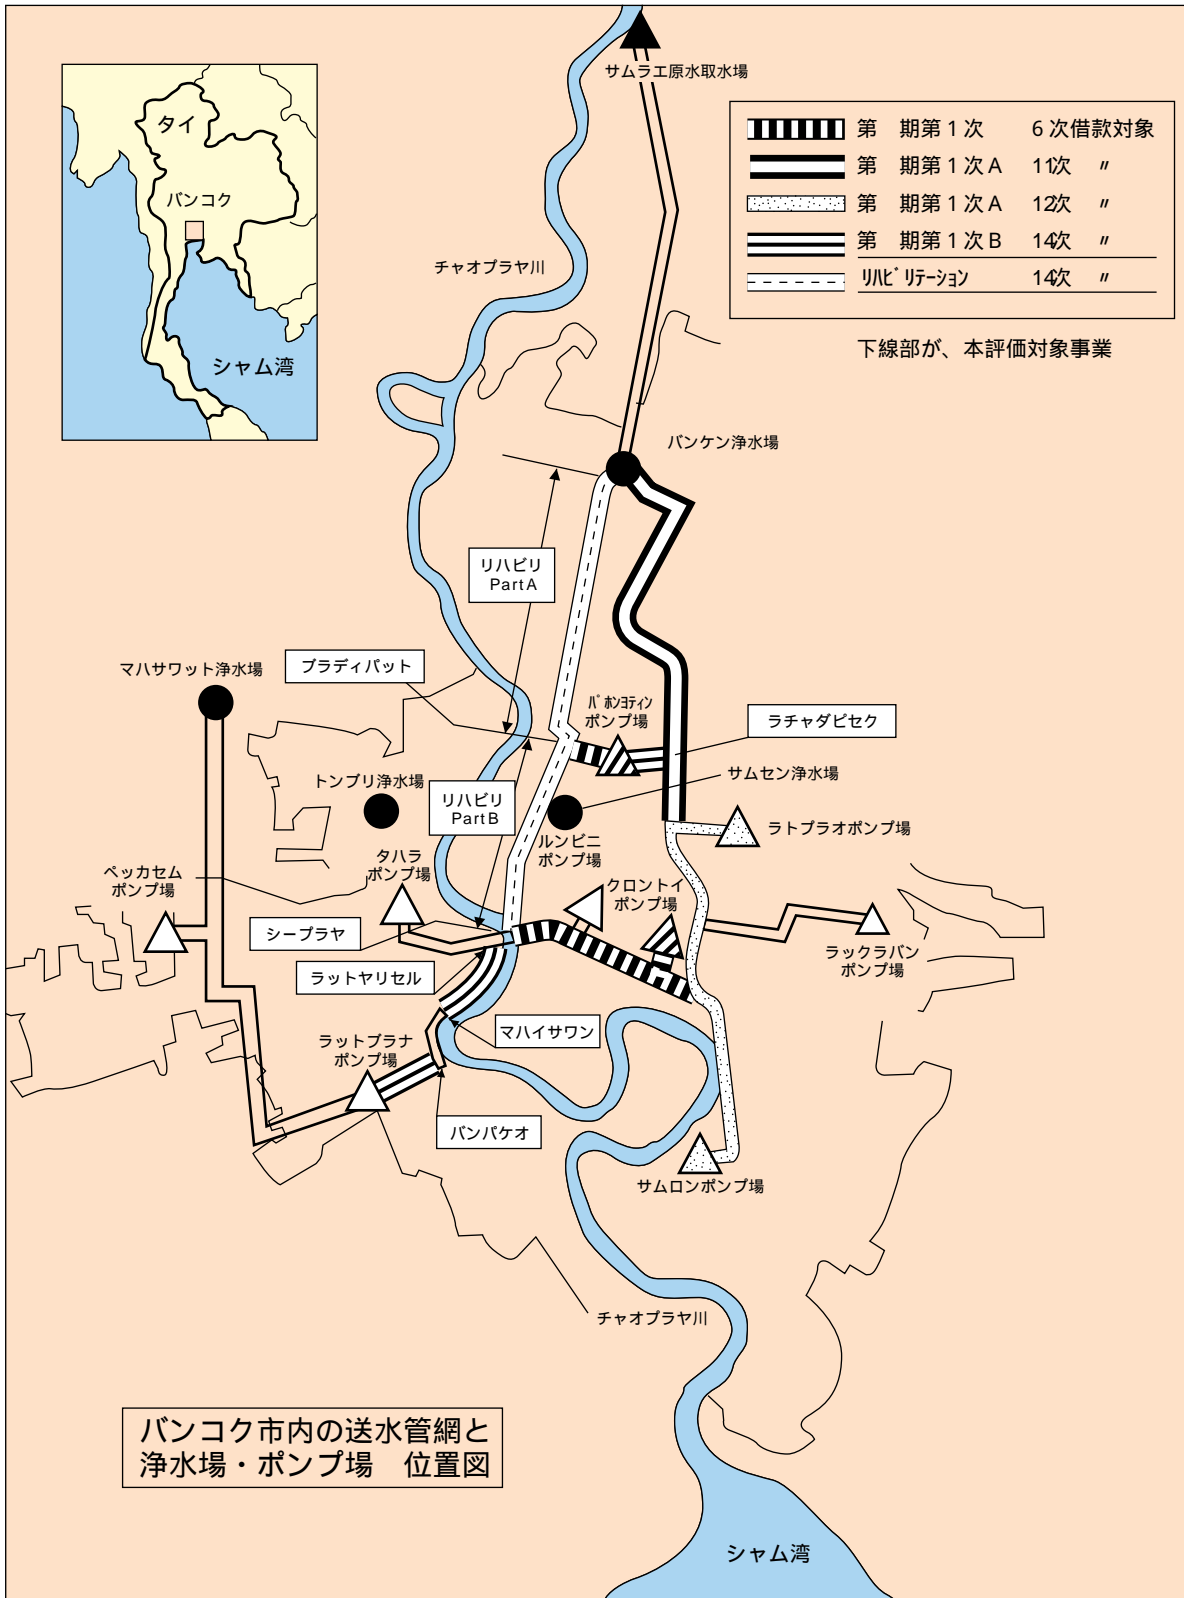 サムラエ原水取水場
タイ
バンコク
シャム湾
第　期第1次　6次借款対象
第　期第1次A　11次　〃
第　期第1次A　12次　〃
第　期第1次B　14次　〃
ﾘﾊﾋﾞﾘﾃｰｼｮﾝ　14次　〃
下線部が、本評価対象事業
チャオプラヤ川
バンケン浄水場
リハビリ
PartA
プラディパット
マハサワット浄水場
ﾊﾟﾎﾝﾖﾃｨﾝ
ポンプ場
ラチャダピセク
サムセン浄水場
トンブリ浄水場
リハビリ
PartB
ラトプラオポンプ場
ルンビニ
ポンプ場
タハラ
ポンプ場
ペッカセム
ポンプ場
クロントイ
ポンプ場
シープラヤ
ラットヤリセル
ラックラバン
ポンプ場
マハイサワン
ラットブラナ
ポンプ場
バンパケオ
サムロンポンプ場
チャオプラヤ川
バンコク市内の送水管網と
浄水場・ポンプ場　位置図
シャム湾